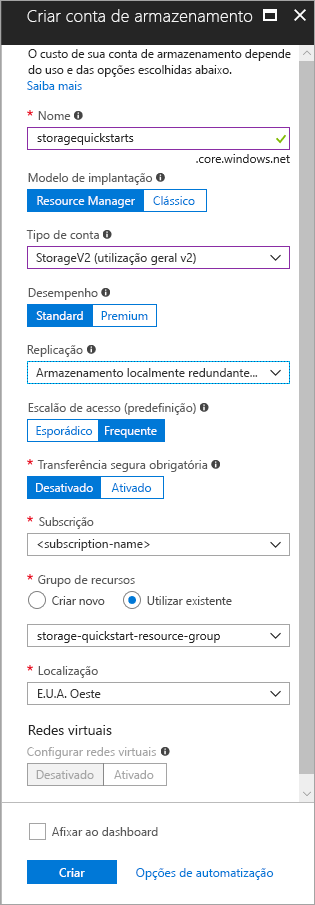 Criar conta de armazenamento
O custo de sua conta de armazenamento depende
do uso e das opções escolhidas abaixo.
Saiba mais
* Nome
storagequickstarts
.core.windows.net
Modelo de implantação
Resource Manager Clássico
Tipo de conta
StorageV2 (utilização geral v2)
Desempenho
Standard Premium
Replicação
Armazenamento localmente redundante...
Escalão de acesso (predefinição)
Esporádico Frequente
* Transferência segura obrigatória
Desativado Ativado
* Subscrição
<subscription-name>
* Grupo de recursos
Criar novo Utilizar existente
storage-quickstart-resource-group
* Localização
E.U.A. Oeste
Redes virtuais
Configurar redes virtuais
Desativado Ativado
Afixar ao dashboard
Criar Opções de automatização